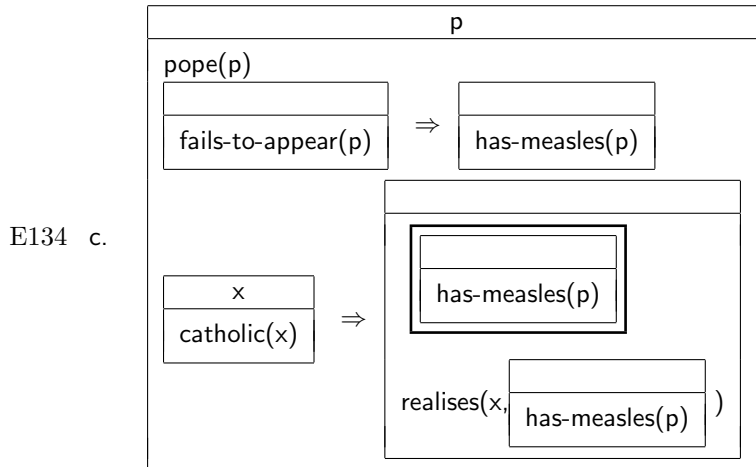 p
pope(p)
fails-to-appear(p) ⇒ has-measles(p)
E134 c.
has-measles(p)
x ⇒
catholic(x)
realises(x, has-measles(p) )